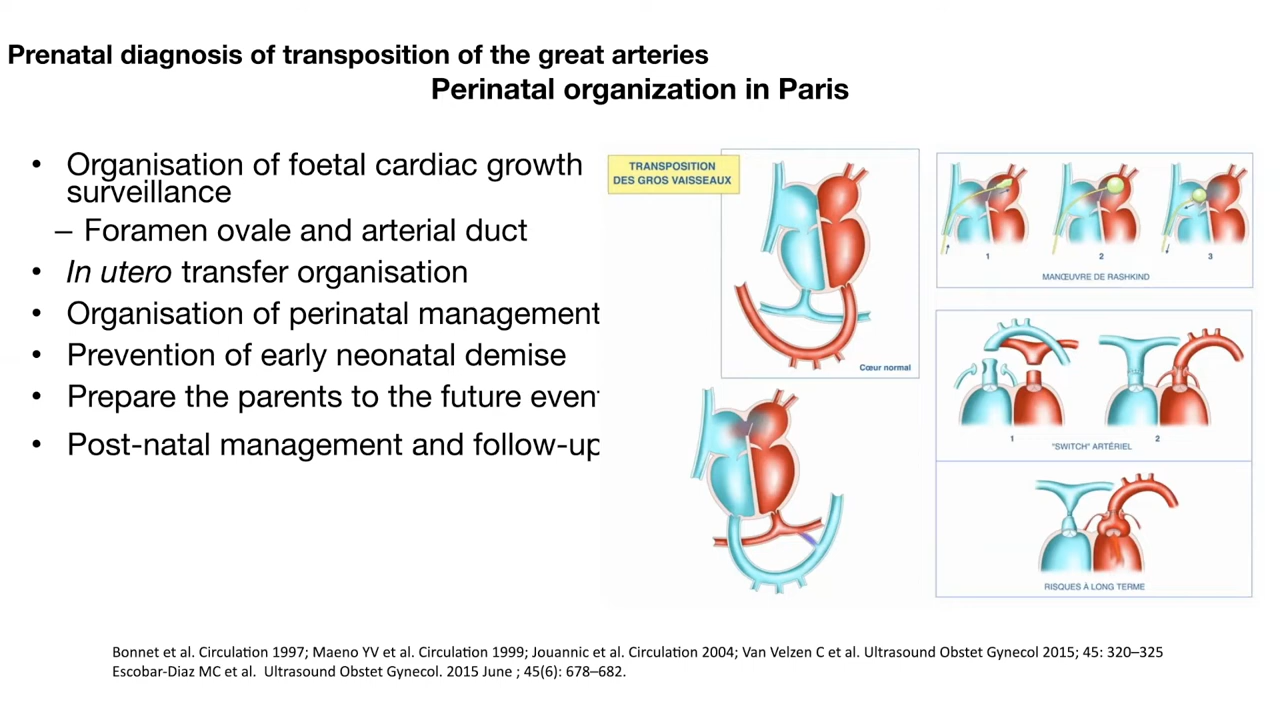 Prenatal diagnosis of transposition of the great arteries
Perinatal organization in Paris
• Organisation of foetal cardiac growth
surveillance
– Foramen ovale and arterial duct
• In utero transfer organisation
• Organisation of perinatal management
• Prevention of early neonatal demise
• Prepare the parents to the future event
• Post-natal management and follow-up
TRANSPOSITION
DES GROS VAISSEAUX
Cœur normal
1 2 3
MANŒUVRE DE RASHKIND
1 2
"SWITCH" ARTÉRIEL
RISQUES À LONG TERME
Bonnet et al. Circulation 1997; Maeno YV et al. Circulation 1999; Jouannic et al. Circulation 2004; Van Velzen C et al. Ultrasound Obstet Gynecol 2015; 45: 320–325
Escobar-Diaz MC et al. Ultrasound Obstet Gynecol. 2015 June ; 45(6): 678–682.